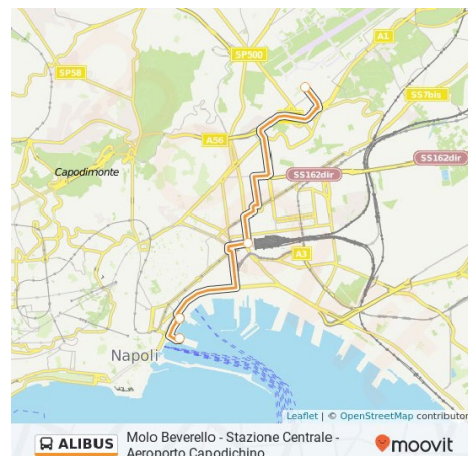 A1
SP500
SP58
SS7bis
A56
Capodimonte
SS162dir
SS162dir
A3
Napoli
Leaflet | © OpenStreetMap contributor
ALIBUS
Molo Beverello - Stazione Centrale -
Aeroporto Capodichino
moovit